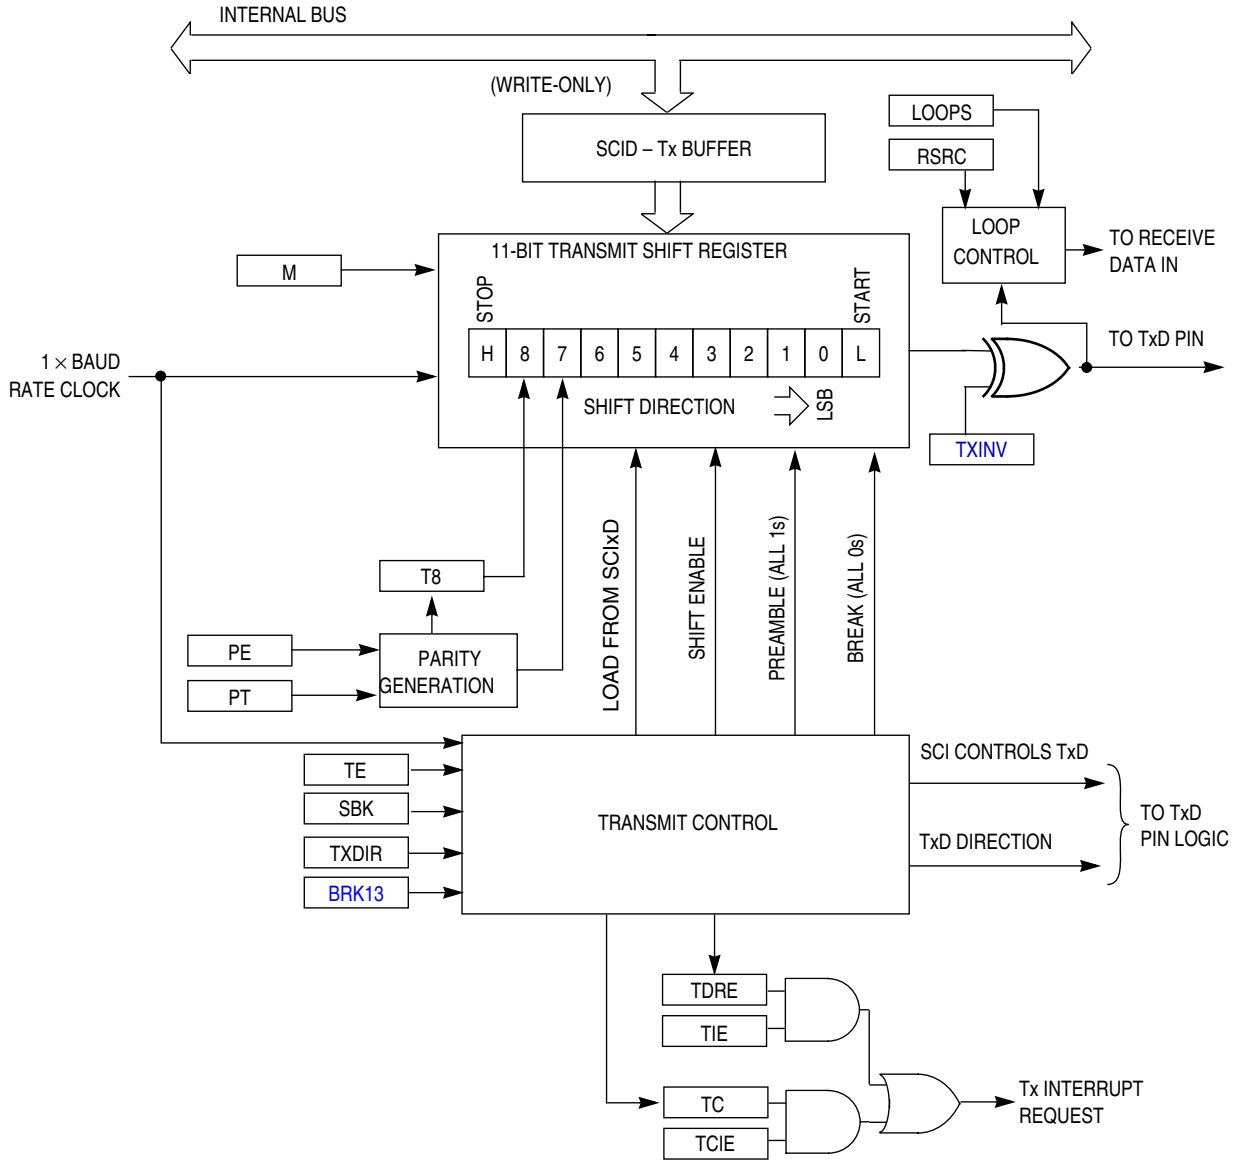 INTERNAL BUS
(WRITE-ONLY)
SCID – Tx BUFFER
LOOPS
RSRC
LOOP
CONTROL
TO RECEIVE
DATA IN
11-BIT TRANSMIT SHIFT REGISTER
M
STOP
START
H 8 7 6 5 4 3 2 1 0 L
1 × BAUD
RATE CLOCK
SHIFT DIRECTION
LSB
TO TxD PIN
TXINV
T8
PE
PT
PARITY
GENERATION
LOAD FROM SCIxD
SHIFT ENABLE
PREAMBLE (ALL 1s)
BREAK (ALL 0s)
TE
SBK
TXDIR
BRK13
TRANSMIT CONTROL
SCI CONTROLS TxD
TxD DIRECTION
TO TxD
PIN LOGIC
TDRE
TIE
TC
TCIE
Tx INTERRUPT
REQUEST